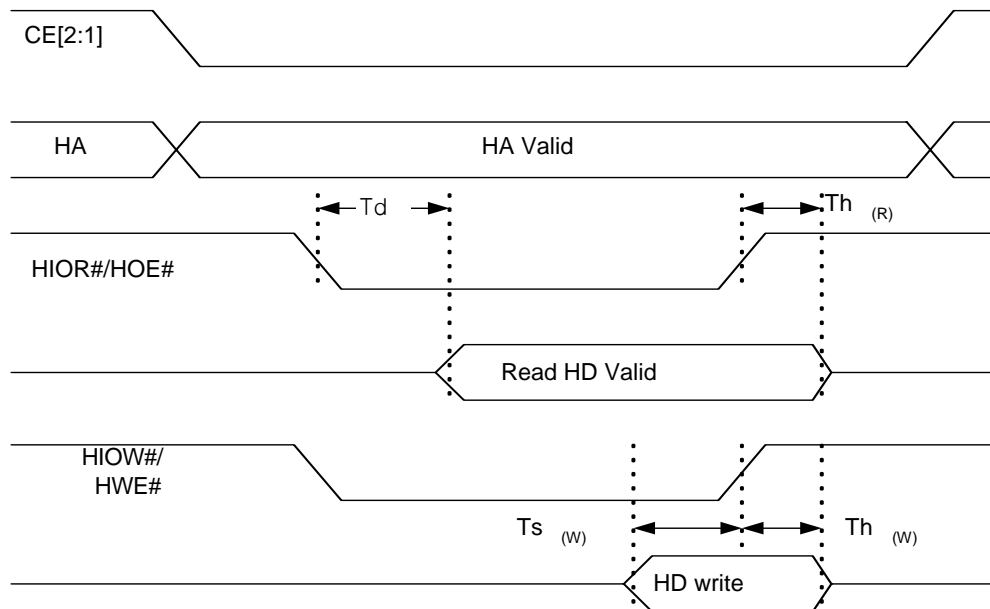 CE[2:1]
HA
HA Valid
Td
Th (R)
HIOR#/HOE#
Read HD Valid
HIOW#/
HWE#
Ts (W)
Th (W)
HD write